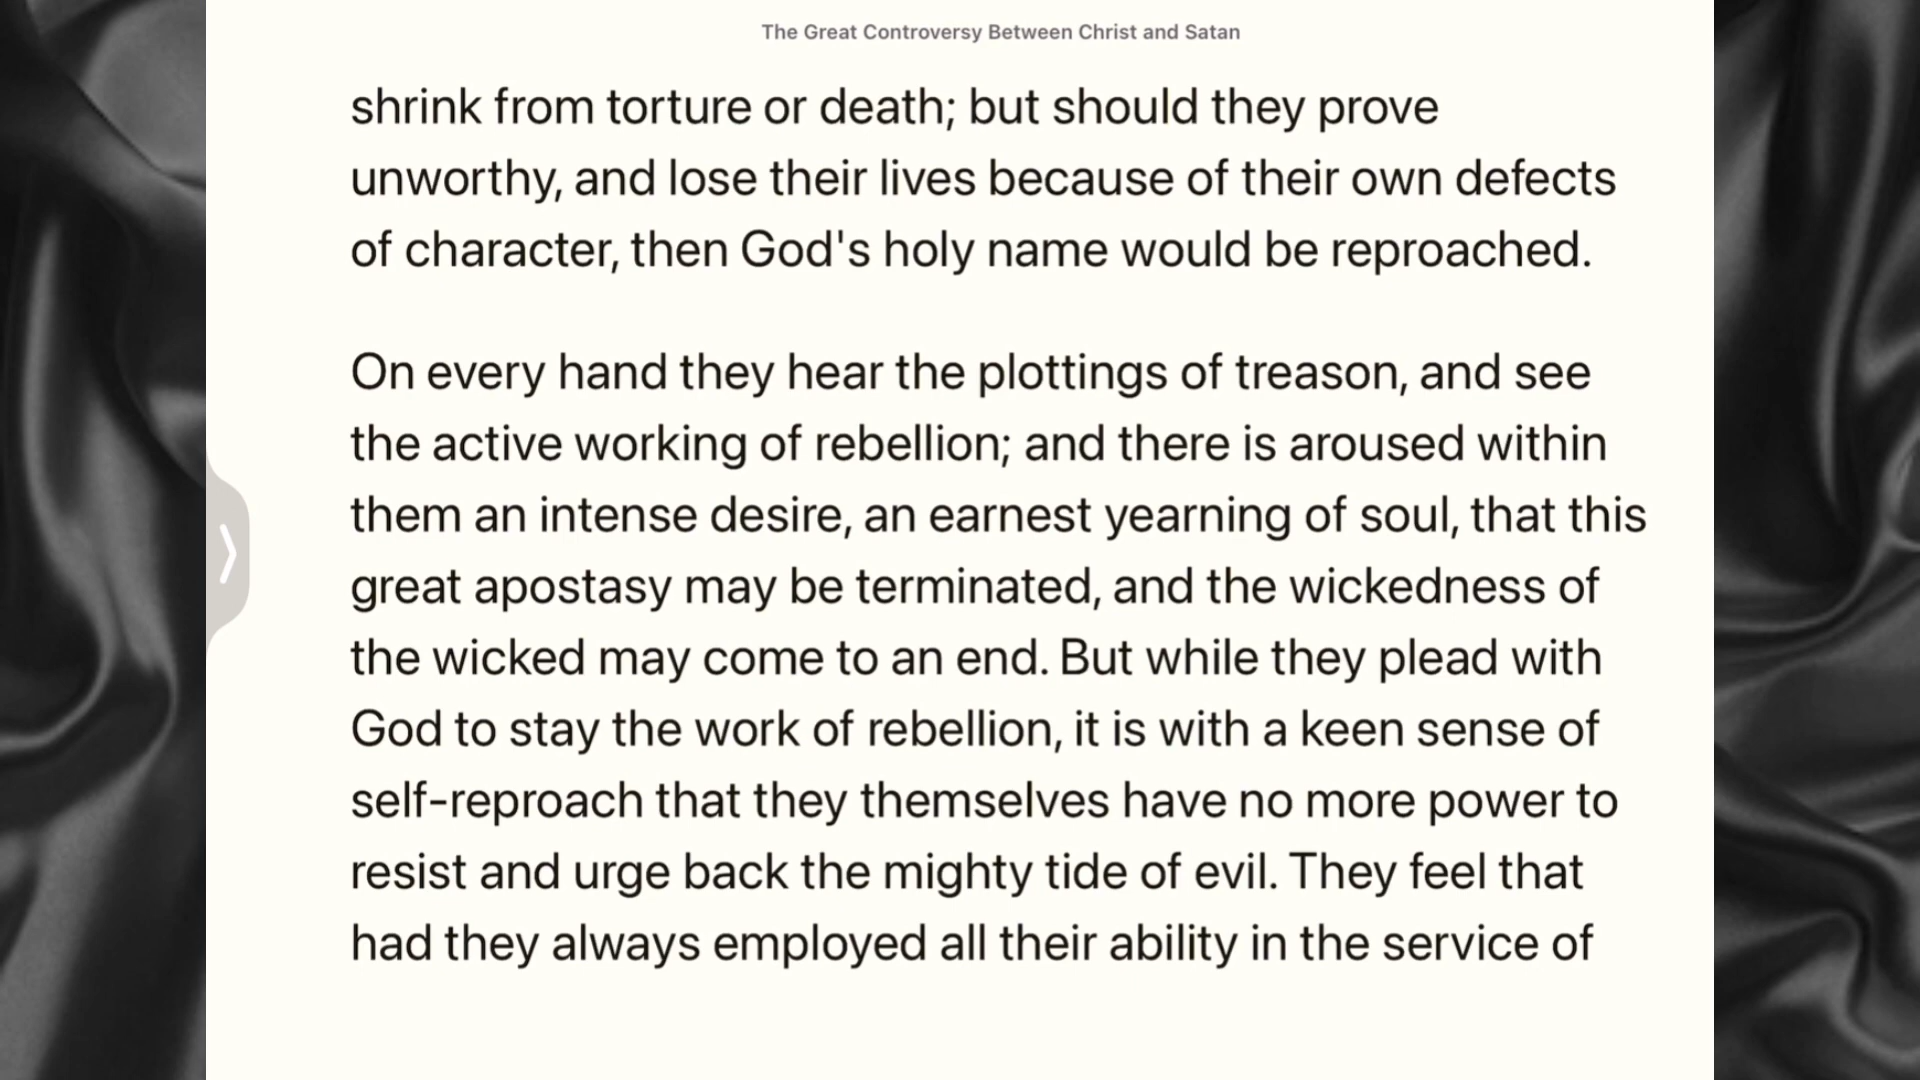 The Great Controversy Between Christ and Satan
shrink from torture or death; but should they prove
unworthy, and lose their lives because of their own defects
of character, then God's holy name would be reproached.
On every hand they hear the plottings of treason, and see
the active working of rebellion; and there is aroused within
them an intense desire, an earnest yearning of soul, that this
great apostasy may be terminated, and the wickedness of
the wicked may come to an end. But while they plead with
God to stay the work of rebellion, it is with a keen sense of
self-reproach that they themselves have no more power to
resist and urge back the mighty tide of evil. They feel that
had they always employed all their ability in the service of